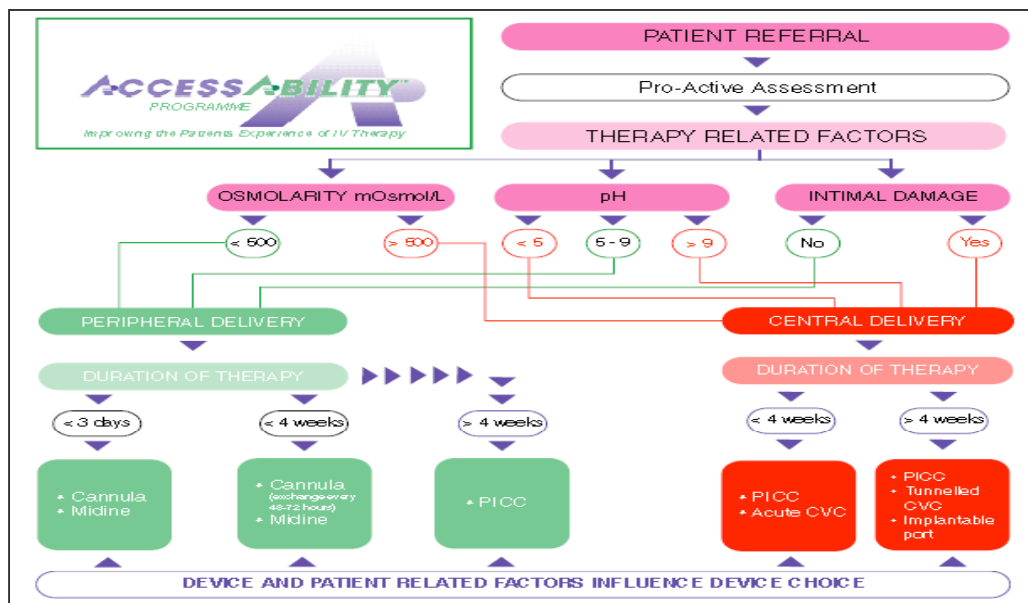 ACCESSABILITY™
PROGRAMME
Improving the Patients Experience of IV Therapy
PATIENT REFERRAL
Pro-Active Assessment
THERAPY RELATED FACTORS
OSMOLARITY mOsmol/L
pH
INTIMAL DAMAGE
< 500
> 500
< 5
5 - 9
> 9
No
Yes
PERIPHERAL DELIVERY
CENTRAL DELIVERY
DURATION OF THERAPY
DURATION OF THERAPY
< 3 days
< 4 weeks
> 4 weeks
< 4 weeks
> 4 weeks
• Cannula
• Midine
• Cannula
(exchange every
48-72 hours)
• Midine
• PICC
• PICC
• Acute CVC
• PICC
• Tunnelled
CVC
• Implantable
port
DEVICE AND PATIENT RELATED FACTORS INFLUENCE DEVICE CHOICE